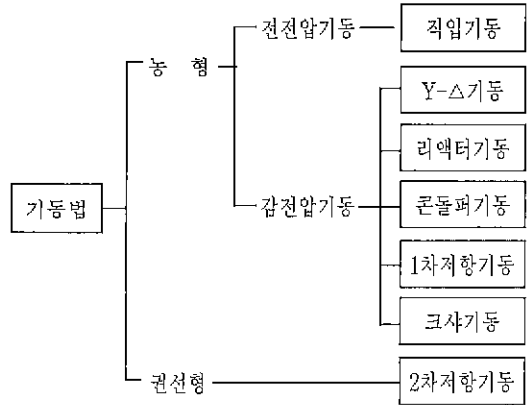 전전압기동
직입기동
농 형
Y-△기동
리액터기동
기동법
감전압기동
콘돌퍼기동
1차저항기동
크샤기동
권선형
2차저항기동